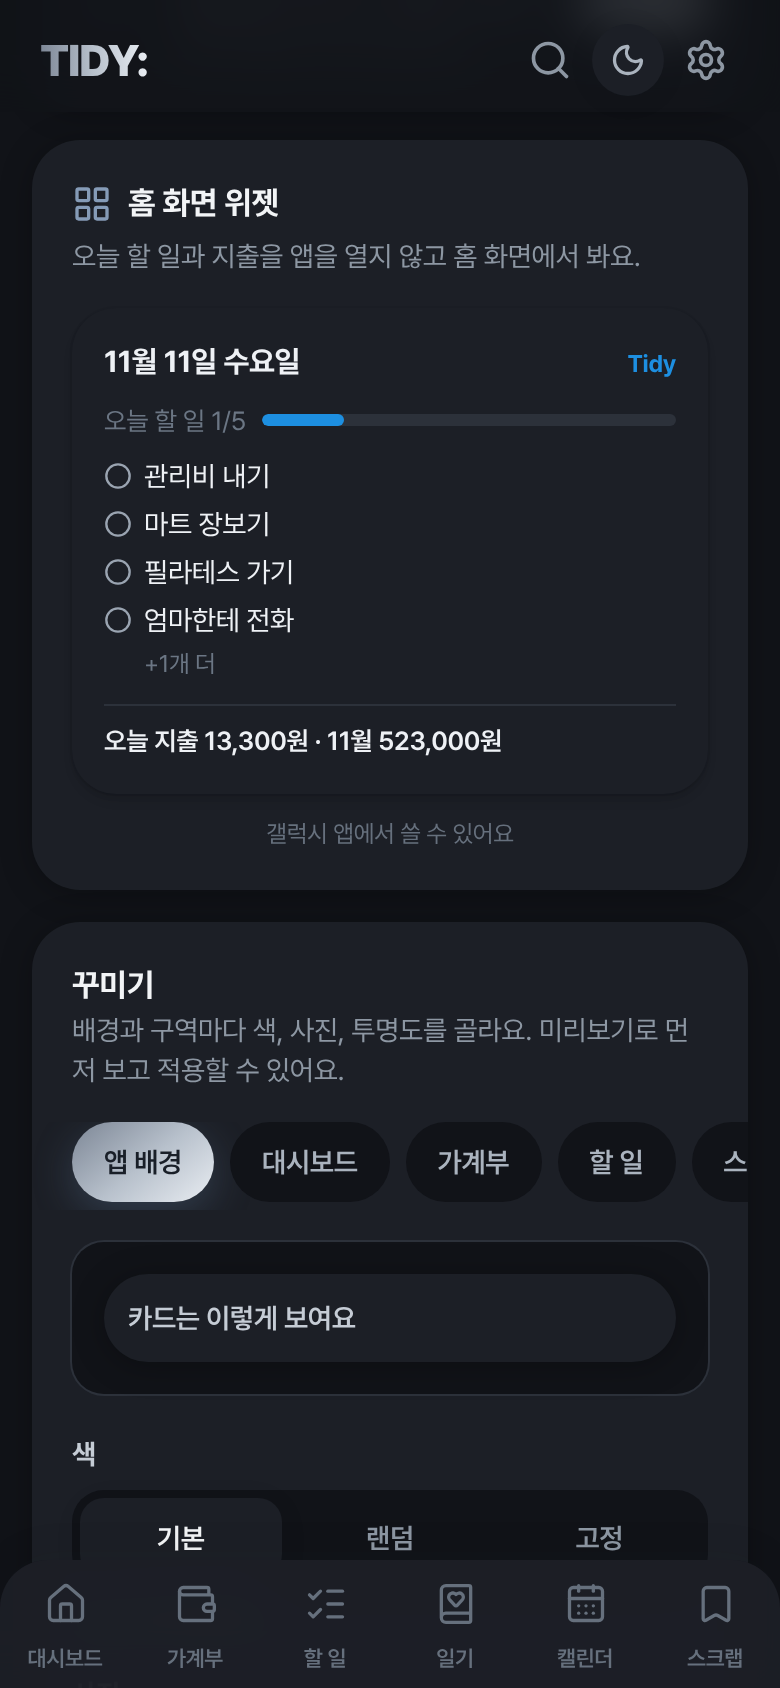 TIDY:
홈 화면 위젯
오늘 할 일과 지출을 앱을 열지 않고 홈 화면에서 봐요.
11월 11일 수요일
Tidy
오늘 할 일 1/5
관리비 내기
마트 장보기
필라테스 가기
엄마한테 전화
+1개 더
오늘 지출 13,300원 · 11월 523,000원
갤럭시 앱에서 쓸 수 있어요
꾸미기
배경과 구역마다 색, 사진, 투명도를 골라요. 미리보기로 먼
저 보고 적용할 수 있어요.
앱 배경 대시보드 가계부 할 일 스
카드는 이렇게 보여요
색
기본 랜덤 고정
대시보드 가계부 할 일 일기 캘린더 스크랩